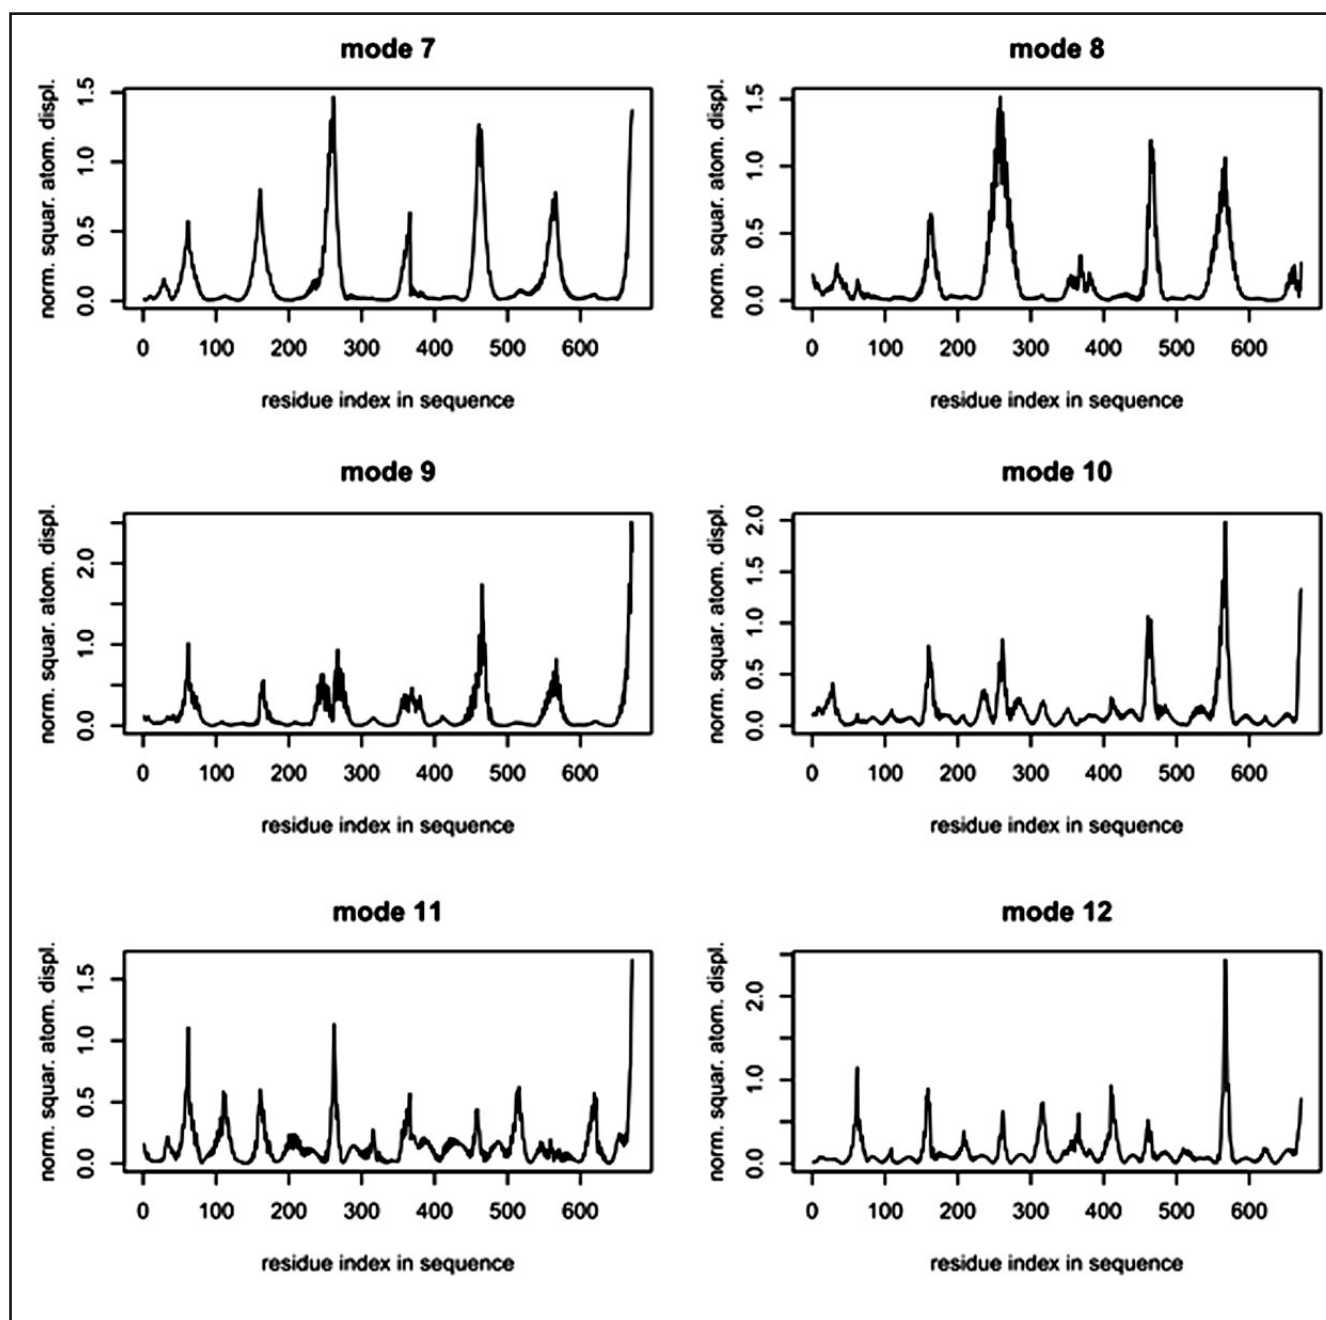 mode 7
norm. squar. atom. displ.
1.5
1.0
0.5
0.0
0 100 200 300 400 500 600
residue index in sequence
mode 8
norm. squar. atom. displ.
1.5
1.0
0.5
0.0
0 100 200 300 400 500 600
residue index in sequence
mode 9
norm. squar. atom. displ.
2.0
1.0
0.0
0 100 200 300 400 500 600
residue index in sequence
mode 10
norm. squar. atom. displ.
2.0
1.5
1.0
0.5
0.0
0 100 200 300 400 500 600
residue index in sequence
mode 11
norm. squar. atom. displ.
1.5
1.0
0.5
0.0
0 100 200 300 400 500 600
residue index in sequence
mode 12
norm. squar. atom. displ.
2.0
1.0
0.0
0 100 200 300 400 500 600
residue index in sequence